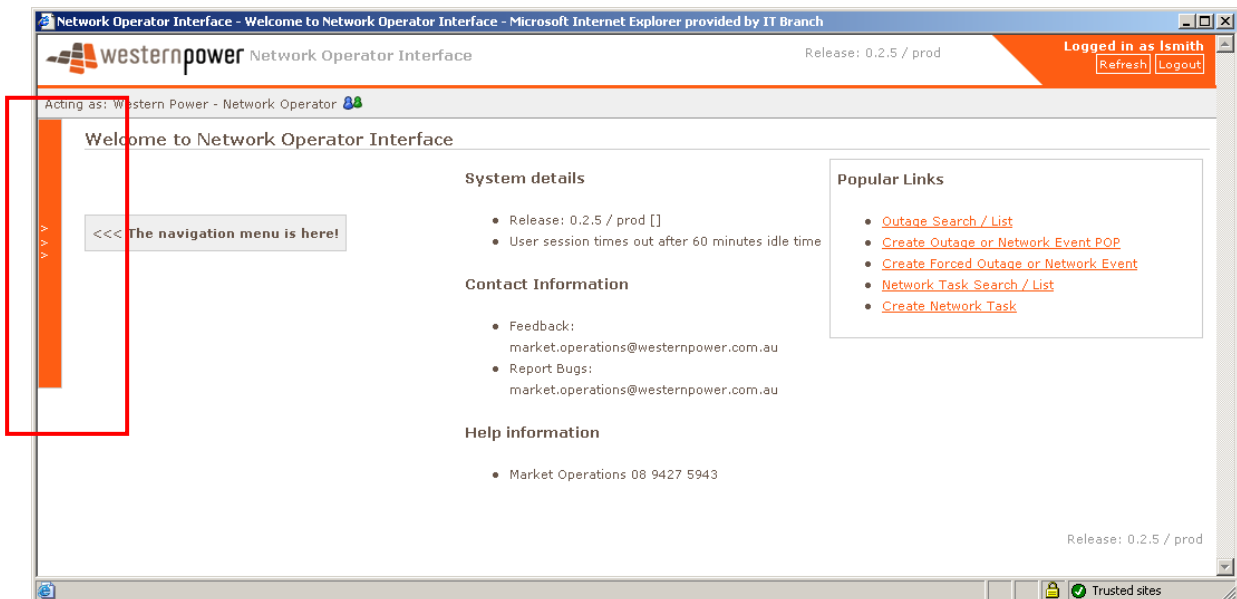 Network Operator Interface - Welcome to Network Operator Interface - Microsoft Internet Explorer provided by IT Branch
westernpower Network Operator Interface
Release: 0.2.5 / prod
Logged in as lsmith
Refresh Logout
Acting as: Western Power - Network Operator
Welcome to Network Operator Interface
> > >
<<< The navigation menu is here!
System details
• Release: 0.2.5 / prod []
• User session times out after 60 minutes idle time
Contact Information
• Feedback:
market.operations@westernpower.com.au
• Report Bugs:
market.operations@westernpower.com.au
Help information
• Market Operations 08 9427 5943
Popular Links
• Outage Search / List
• Create Outage or Network Event POP
• Create Forced Outage or Network Event
• Network Task Search / List
• Create Network Task
Release: 0.2.5 / prod
Trusted sites